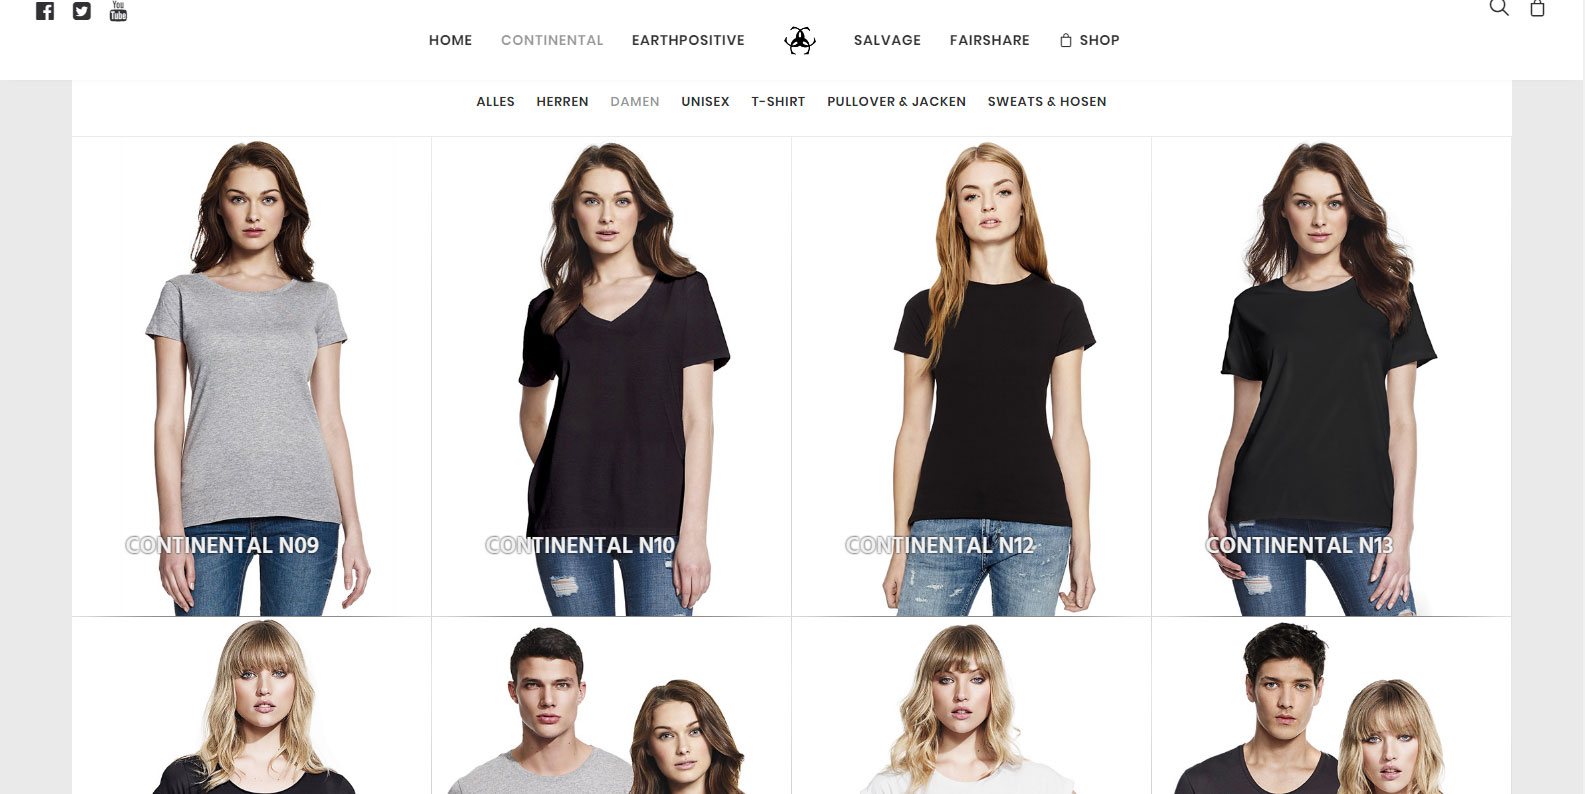 You
Tube
HOME CONTINENTAL EARTHPOSITIVE SALVAGE FAIRSHARE SHOP
ALLES HERREN DAMEN UNISEX T-SHIRT PULLOVER & JACKEN SWEATS & HOSEN
CONTINENTAL N09
CONTINENTAL N10
CONTINENTAL N12
CONTINENTAL N13